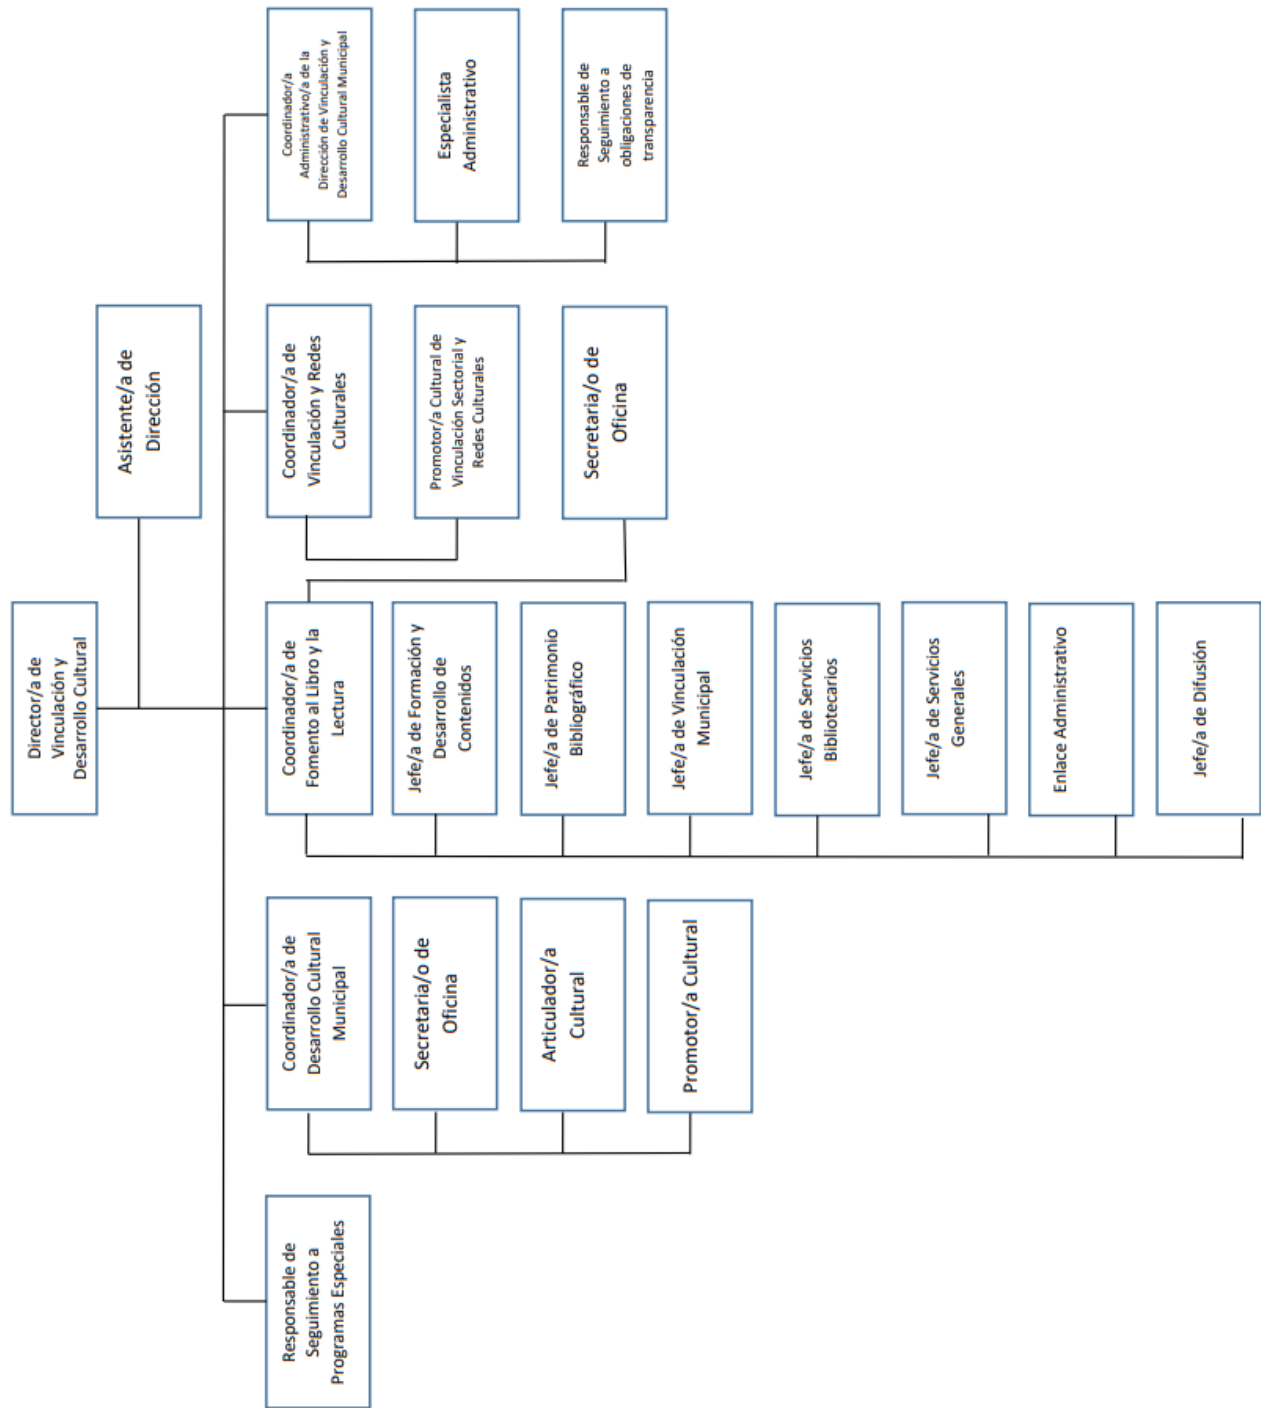 Director/a de
Vinculación y
Desarrollo Cultural
Asistente/a de
Dirección
Responsable de
Seguimiento a
Programas Especiales
Coordinador/a de
Desarrollo Cultural
Municipal
Secretaria/o de
Oficina
Articulador/a
Cultural
Promotor/a Cultural
Coordinador/a de
Fomento al Libro y la
Lectura
Jefe/a de Formación y
Desarrollo de
Contenidos
Jefe/a de Patrimonio
Bibliográfico
Jefe/a de Vinculación
Municipal
Jefe/a de Servicios
Bibliotecarios
Jefe/a de Servicios
Generales
Enlace Administrativo
Jefe/a de Difusión
Coordinador/a de
Vinculación y Redes
Culturales
Promotor/a Cultural de
Vinculación Sectorial y
Redes Culturales
Secretaria/o de
Oficina
Coordinador/a
Administrativo/a de la
Dirección de Vinculación y
Desarrollo Cultural Municipal
Especialista
Administrativo
Responsable de
Seguimiento a
obligaciones de
transparencia